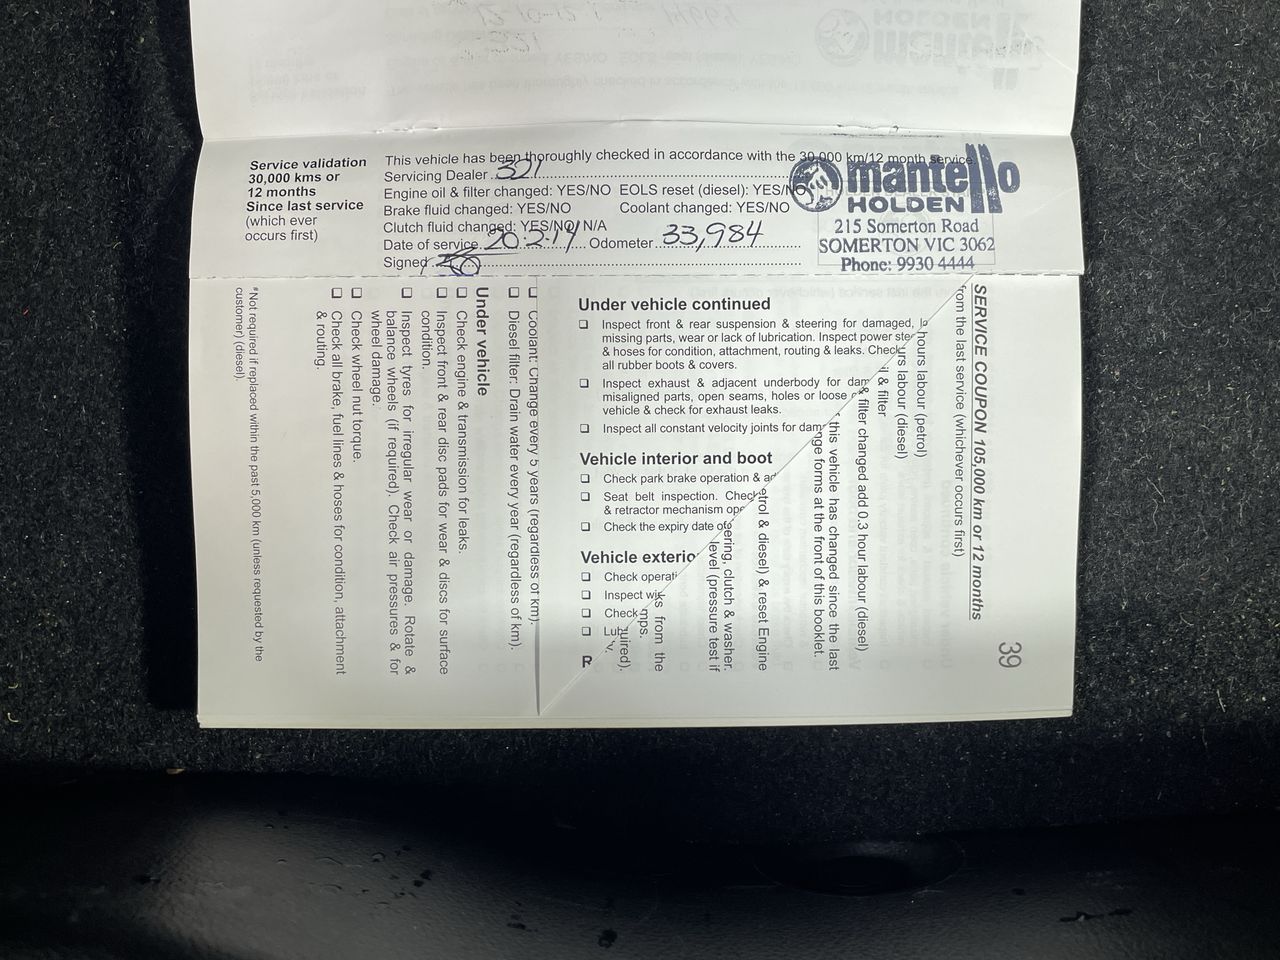 Service validation
30,000 kms or
12 months
Since last service
(which ever
occurs first)
This vehicle has been thoroughly checked in accordance with the 30,000 km/12 month service.
Servicing Dealer 321
Engine oil & filter changed: YES/NO EOLS reset (diesel): YES/NO
Brake fluid changed: YES/NO Coolant changed: YES/NO
Clutch fluid changed: YES/NO/ N/A
Date of service 20-2-14 Odometer 33,984
Signed
mantello
HOLDEN
215 Somerton Road
SOMERTON VIC 3062
Phone: 9930 4444
Under vehicle continued
Inspect front & rear suspension & steering for damaged,
missing parts, wear or lack of lubrication. Inspect power
& hoses for condition, attachment, routing & leaks. Check
all rubber boots & covers.
Inspect exhaust & adjacent underbody for
misaligned parts, open seams, holes or loose
vehicle & check for exhaust leaks.
Inspect all constant velocity joints for
Vehicle interior and boot
Check park brake operation &
Seat belt inspection. Check
& retractor mechanism
Check the expiry date
Vehicle exterior
Check
Inspect
Check
R
39
SERVICE COUPON 105,000 km or 12 months
from the last service (whichever occurs first)
hours labour (petrol)
labour (diesel)
& filter
& filter changed add 0.3 hour labour (diesel)
this vehicle has changed since the last
forms at the front of this booklet.
& diesel) & reset Engine
clutch & washer.
level (pressure test if
from the
Coolant: Change every 5 years (regardless of km).
Diesel filter: Drain water every year (regardless of km).
Under vehicle
Check engine & transmission for leaks.
Inspect front & rear disc pads for wear & discs for surface
condition.
Inspect tyres for irregular wear or damage. Rotate &
balance wheels (if required). Check air pressures & for
wheel damage.
Check wheel nut torque.
Check all brake, fuel lines & hoses for condition, attachment
& routing.
*Not required if replaced within the past 5,000 km (unless requested by the
customer) (diesel).